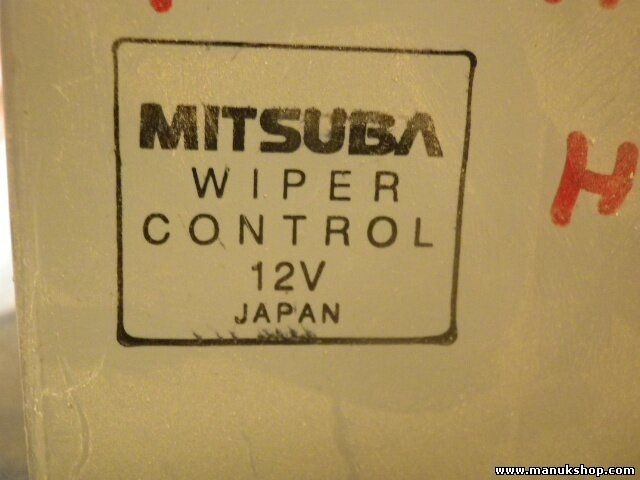 MITSUBA
WIPER
CONTROL
12V
JAPAN
H
www.manukshop.com